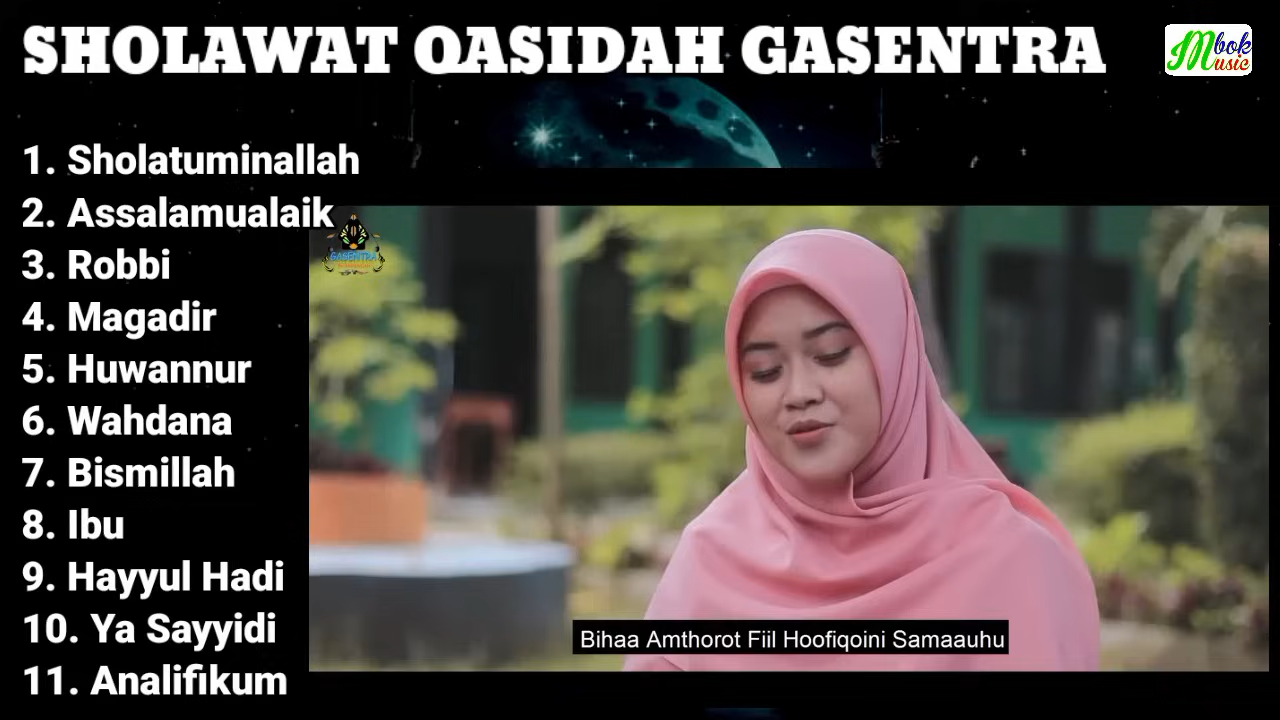 SHOLAWAT QASIDAH GASENTRA
Mbok
Music
1. Sholatuminallah
2. Assalamualaik
3. Robbi
4. Magadir
5. Huwannur
6. Wahdana
7. Bismillah
8. Ibu
9. Hayyul Hadi
10. Ya Sayyidi
11. Analifikum
GASENTRA
Bihaa Amthorot Fiil Hoofiqoini Samaauhu